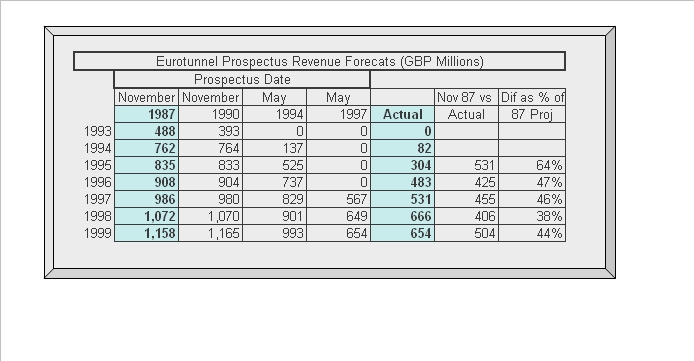 Eurotunnel Prospectus Revenue Forecats (GBP Millions)
Prospectus Date
November November May May Nov 87 vs Dif as % of
1987 1990 1994 1997 Actual Actual 87 Proj
1993 488 393 0 0 0
1994 762 764 137 0 82
1995 835 833 525 0 304 531 64%
1996 908 904 737 0 483 425 47%
1997 986 980 829 567 531 455 46%
1998 1,072 1,070 901 649 666 406 38%
1999 1,158 1,165 993 654 654 504 44%